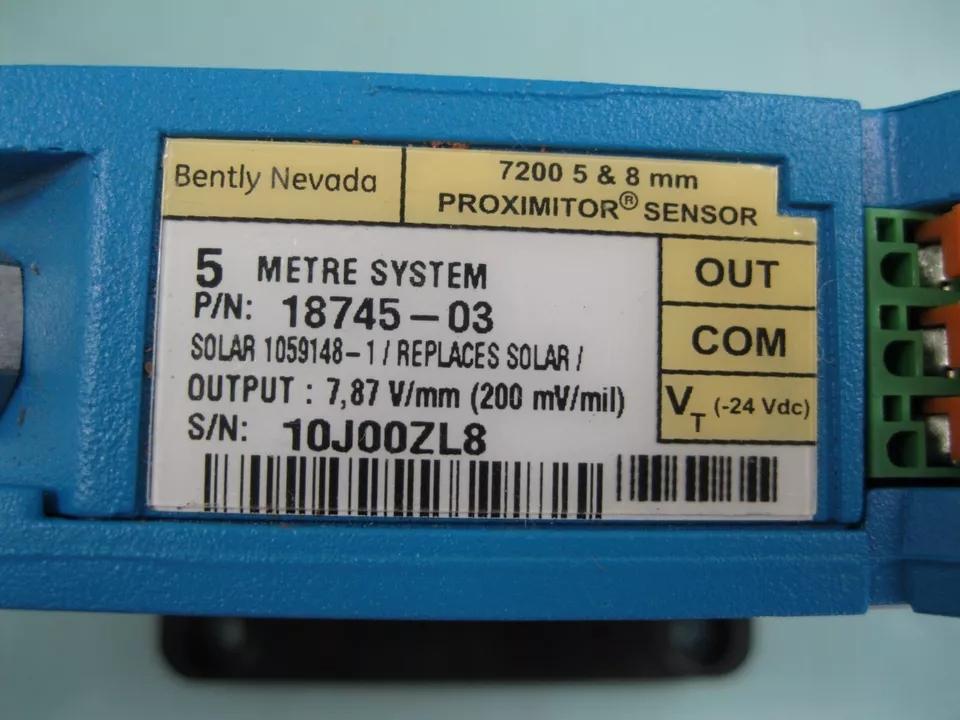 Bently Nevada
7200 5 & 8 mm
PROXIMITOR® SENSOR
5 METRE SYSTEM
P/N: 18745-03
SOLAR 1059148-1 / REPLACES SOLAR /
OUTPUT : 7,87 V/mm (200 mV/mil)
S/N: 10J00ZL8
OUT
COM
VT (-24 Vdc)